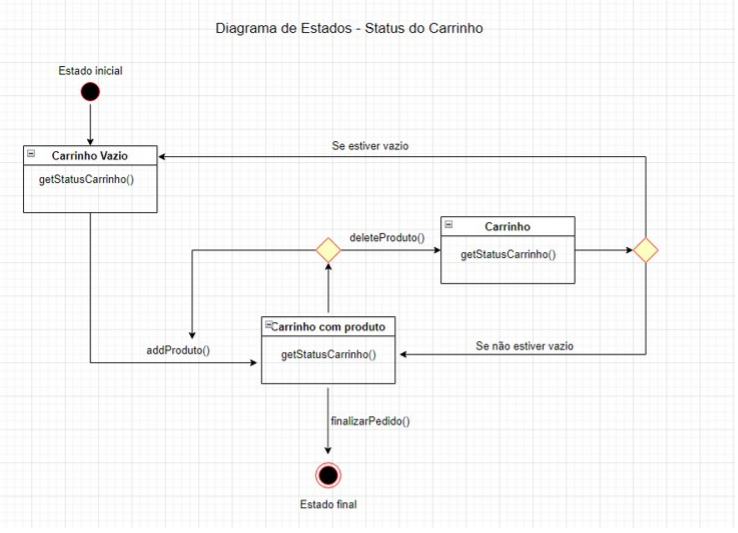 Diagrama de Estados - Status do Carrinho
Estado inicial
Carrinho Vazio
getStatusCarrinho()
Se estiver vazio
deleteProduto()
Carrinho
getStatusCarrinho()
Carrinho com produto
getStatusCarrinho()
addProduto()
Se não estiver vazio
finalizarPedido()
Estado final